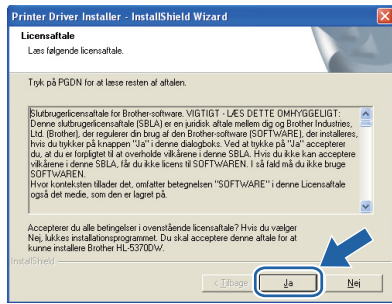 Printer Driver Installer - InstallShield Wizard
Licensaftale
Læs følgende licensaftale.
Tryk på PGDN for at læse resten af aftalen.
Slutbrugerlicensaftale for Brother-software. VIGTIGT - LÆS DETTE OMHYGGELIGT:
Denne slutbrugerlicensaftale (SBLA) er en juridisk aftale mellem dig og Brother Industries,
Ltd. (Brother), der regulerer din brug af den Brother-software (SOFTWARE), der installeres,
hvis du trykker på knappen "Ja" i denne dialogboks. Ved at trykke på "Ja" accepterer
du, at du er forpligtet til at overholde vilkårene i denne SBLA. Hvis du ikke kan acceptere
vilkårene i denne SBLA, får du ikke licens til SOFTWAREN. I så fald må du ikke bruge
SOFTWAREN.
Hvor konteksten tillader det, omfatter betegnelsen "SOFTWARE" i denne Licensaftale
også det medie, som den er lagret på.
Accepterer du alle betingelser i ovenstående licensaftale? Hvis du vælger
Nej, lukkes installationsprogrammet. Du skal acceptere denne aftale for at
kunne installere Brother HL-5370DW.
InstallShield
< Tilbage
Ja
Nej